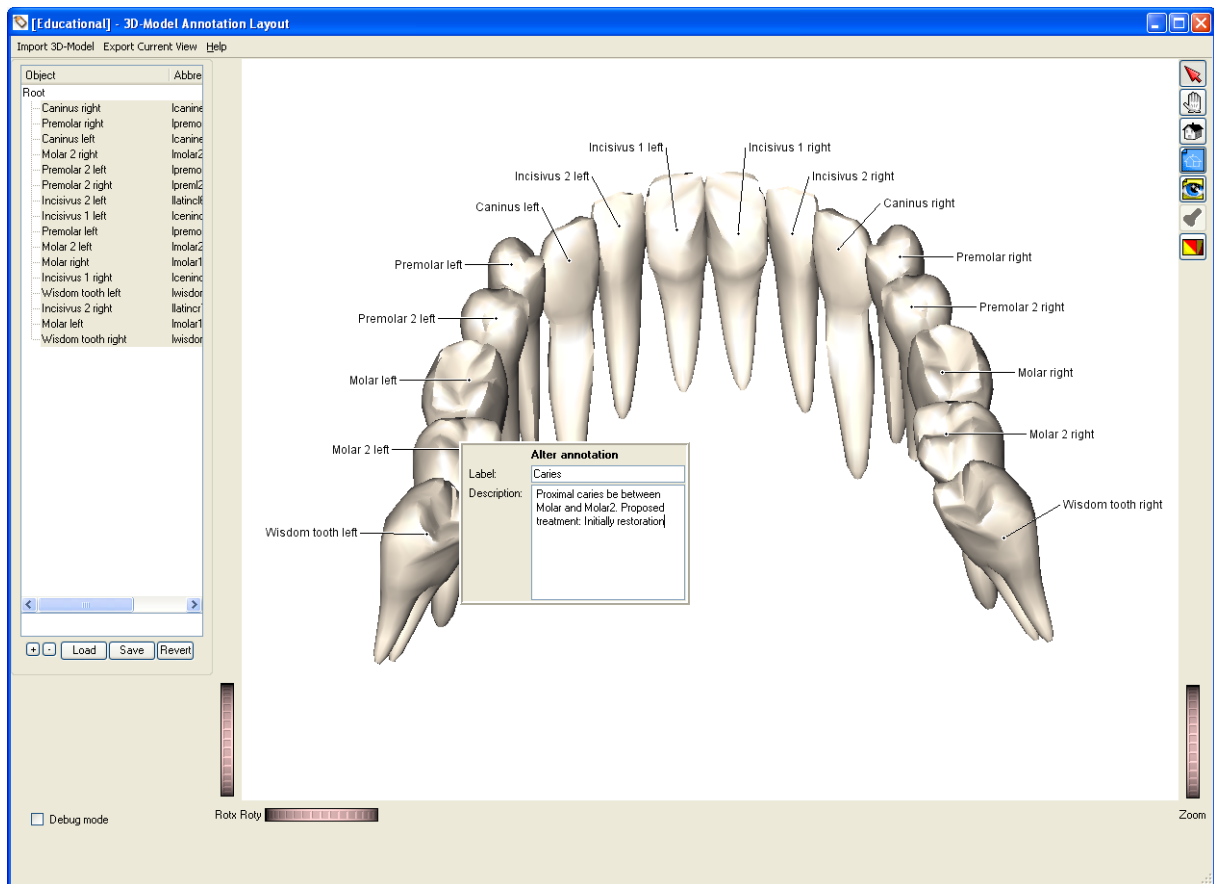 [Educational] - 3D-Model Annotation Layout
Import 3D-Model Export Current View Help
Object Abbre
Root
Caninus right lcanine
Premolar right lpremo
Caninus left lcanine
Molar 2 right lmolar2
Premolar 2 left lpremo
Premolar 2 right lpreml2
Incisivus 2 left llatincl
Incisivus 1 left lceninc
Premolar left lpremo
Molar 2 left lmolar2
Molar right lmolar1
Incisivus 1 right lceninc
Wisdom tooth left lwisdo
Incisivus 2 right llatincr
Molar left lmolar1
Wisdom tooth right lwisdo
+ - Load Save Revert
Debug mode
Incisivus 1 left Incisivus 1 right
Incisivus 2 left Incisivus 2 right
Caninus left Caninus right
Premolar left Premolar right
Premolar 2 left Premolar 2 right
Molar left Molar right
Molar 2 left Molar 2 right
Wisdom tooth left Wisdom tooth right
Alter annotation
Label: Caries
Description: Proximal caries be between
Molar and Molar2. Proposed
treatment: Initially restoration
Rotx Roty
Zoom